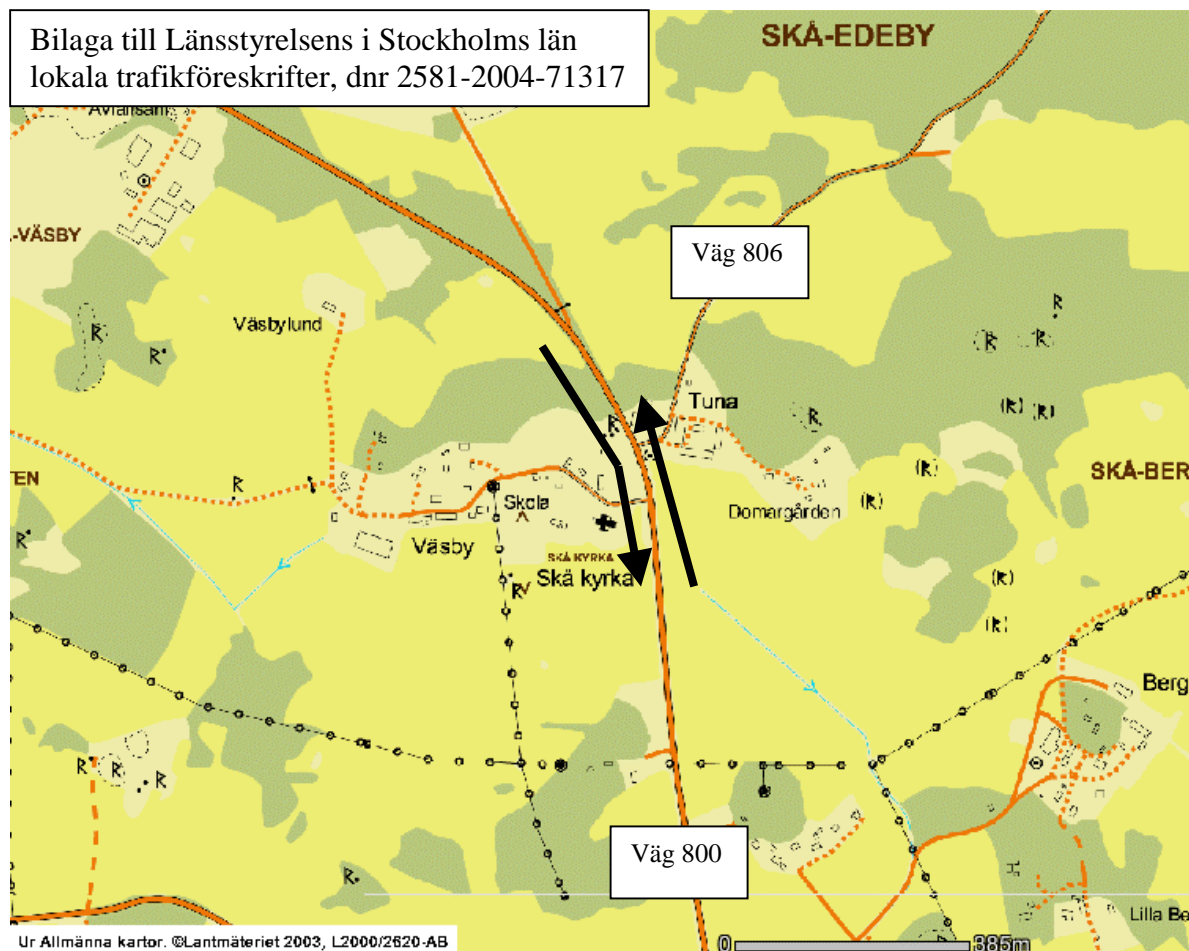 Bilaga till Länsstyrelsens i Stockholms län
lokala trafikföreskrifter, dnr 2581-2004-71317
SKÅ-EDEBY
VÄSBY
Väg 806
Väsbylund
R
R
R
Tuna
R
R
R
R
(R)
(R)
TEN
R
R
(R)
SKÅ-BER
Skola
Domargården
(R)
R
Väsby
SKÅ KYRKA
Skå kyrka
R
(R)
(R)
Berg
R
R
R
Väg 800
R
Lilla Be
Ur Allmänna kartor. ©Lantmäteriet 2003, L2000/2620-AB
0
385m